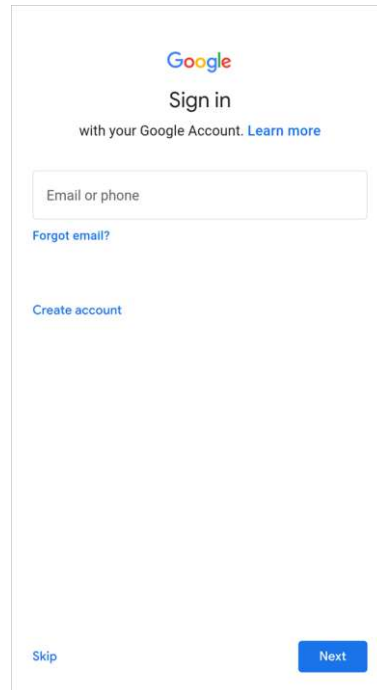 Google
Sign in
with your Google Account. Learn more
Email or phone
Forgot email?
Create account
Skip Next